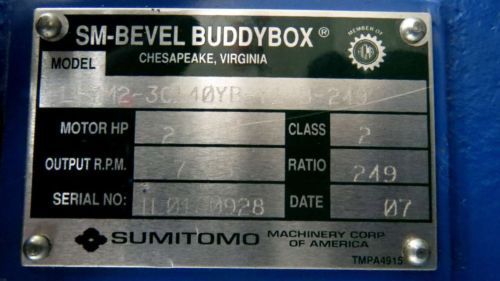 SM-BEVEL BUDDYBOX®
CHESAPEAKE, VIRGINIA
MEMBER OF
MODEL
MOTOR HP 2 CLASS 2
OUTPUT R.P.M. 7 RATIO 249
SERIAL NO: DATE 07
SUMITOMO MACHINERY CORP
OF AMERICA
TMPA4915